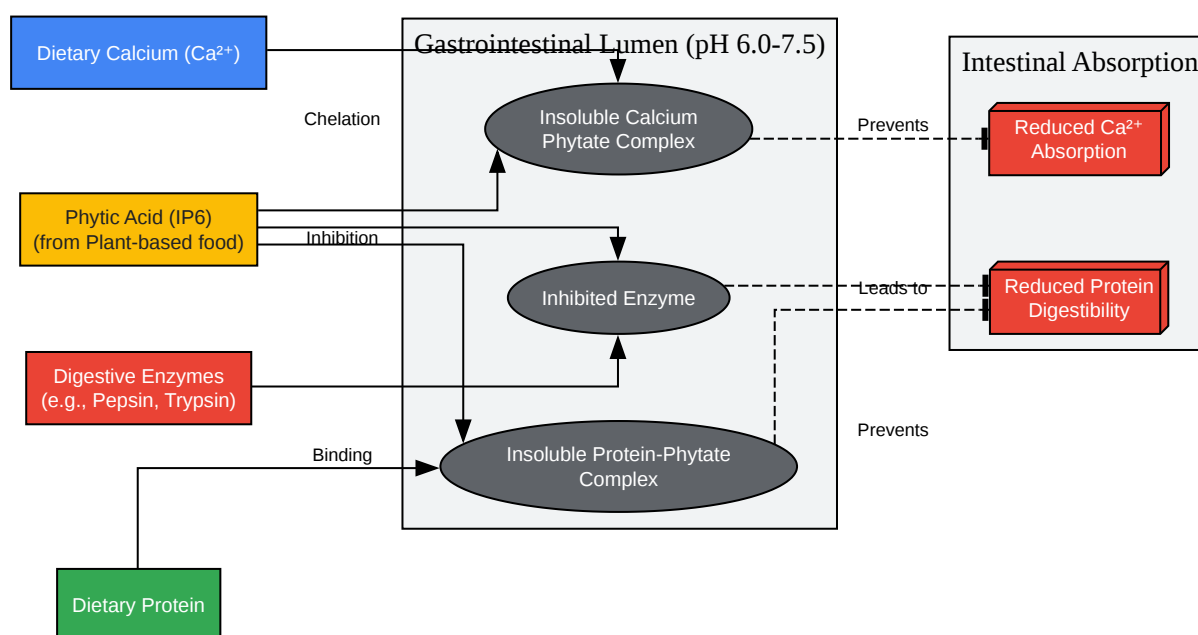 Dietary Calcium (Ca²⁺)
Gastrointestinal Lumen (pH 6.0-7.5)
Intestinal Absorption
Chelation
Insoluble Calcium
Phytate Complex
Prevents
Reduced Ca²⁺
Absorption
Phytic Acid (IP6)
(from Plant-based food)
Inhibition
Inhibited Enzyme
Leads to
Reduced Protein
Digestibility
Digestive Enzymes
(e.g., Pepsin, Trypsin)
Binding
Insoluble Protein-Phytate
Complex
Prevents
Dietary Protein